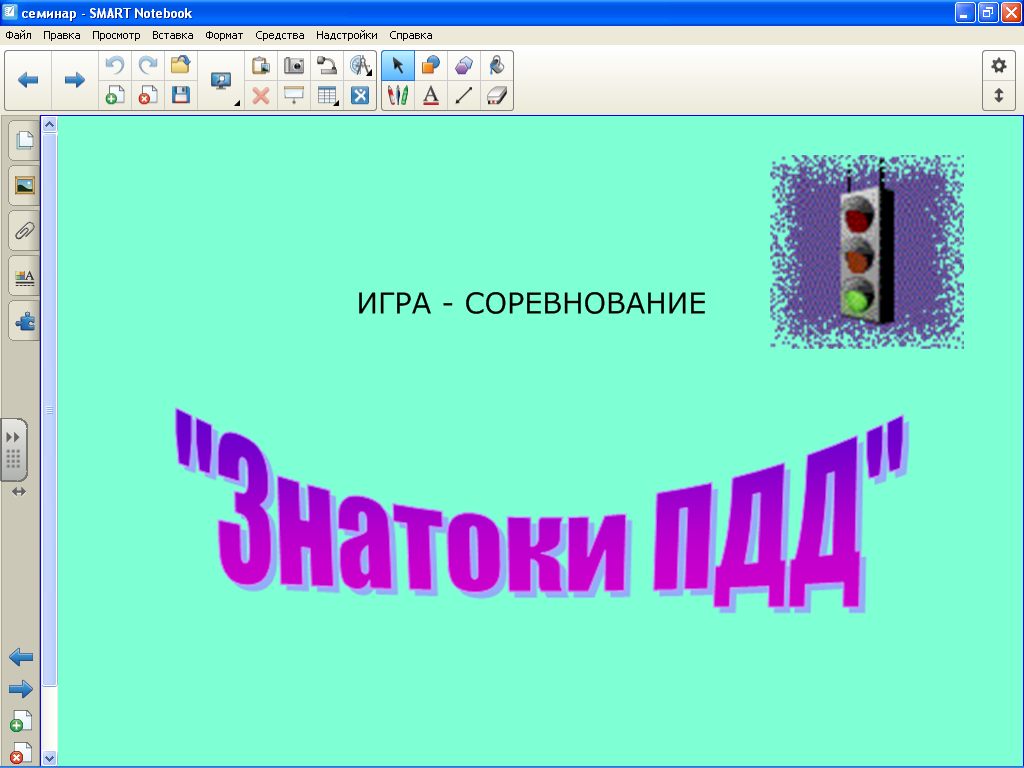 семинар - SMART Notebook
Файл Правка Просмотр Вставка Формат Средства Надстройки Справка
ИГРА - СОРЕВНОВАНИЕ
"Знатоки ПДД"